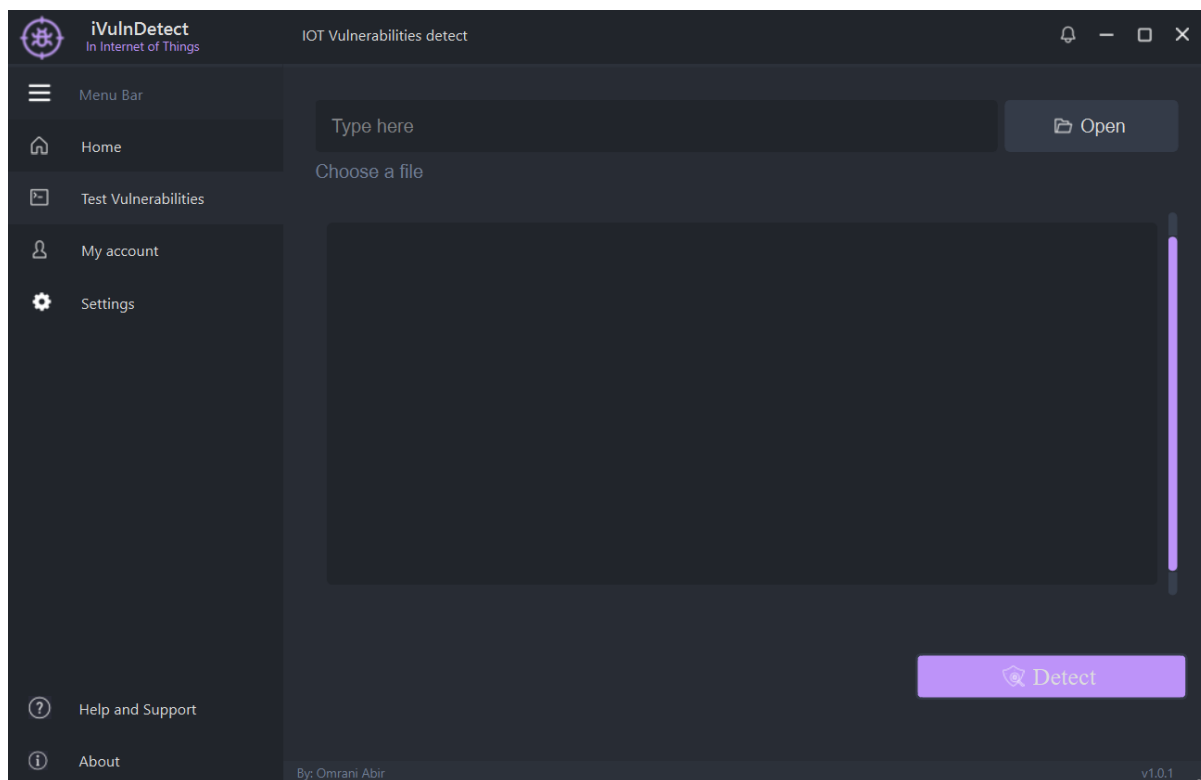 iVulnDetect
In Internet of Things
IOT Vulnerabilities detect
Menu Bar
Home
Test Vulnerabilities
My account
Settings
Help and Support
About
Type here
Open
Choose a file
Detect
By: Omrani Abir
v1.0.1